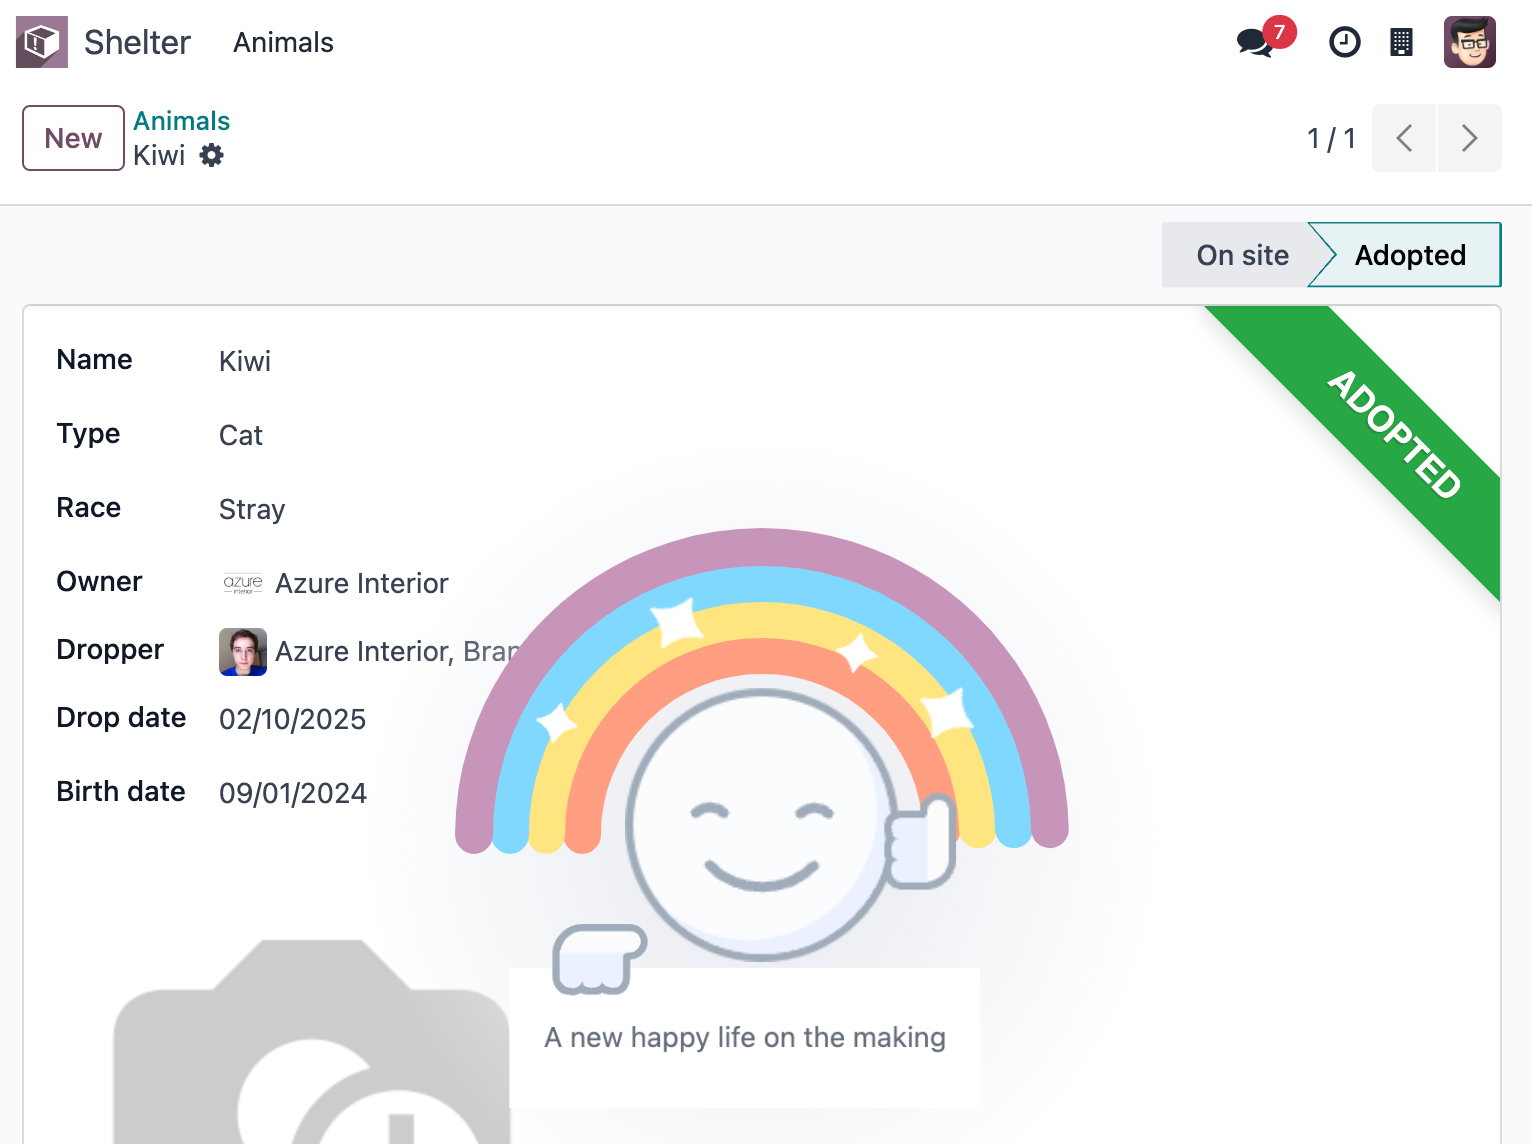 Shelter Animals 7
New Animals 1 / 1
Kiwi
On site Adopted
Name Kiwi
ADOPTED
Type Cat
Race Stray
Owner azure interior Azure Interior
Dropper Azure Interior,
Drop date 02/10/2025
Birth date 09/01/2024
A new happy life on the making